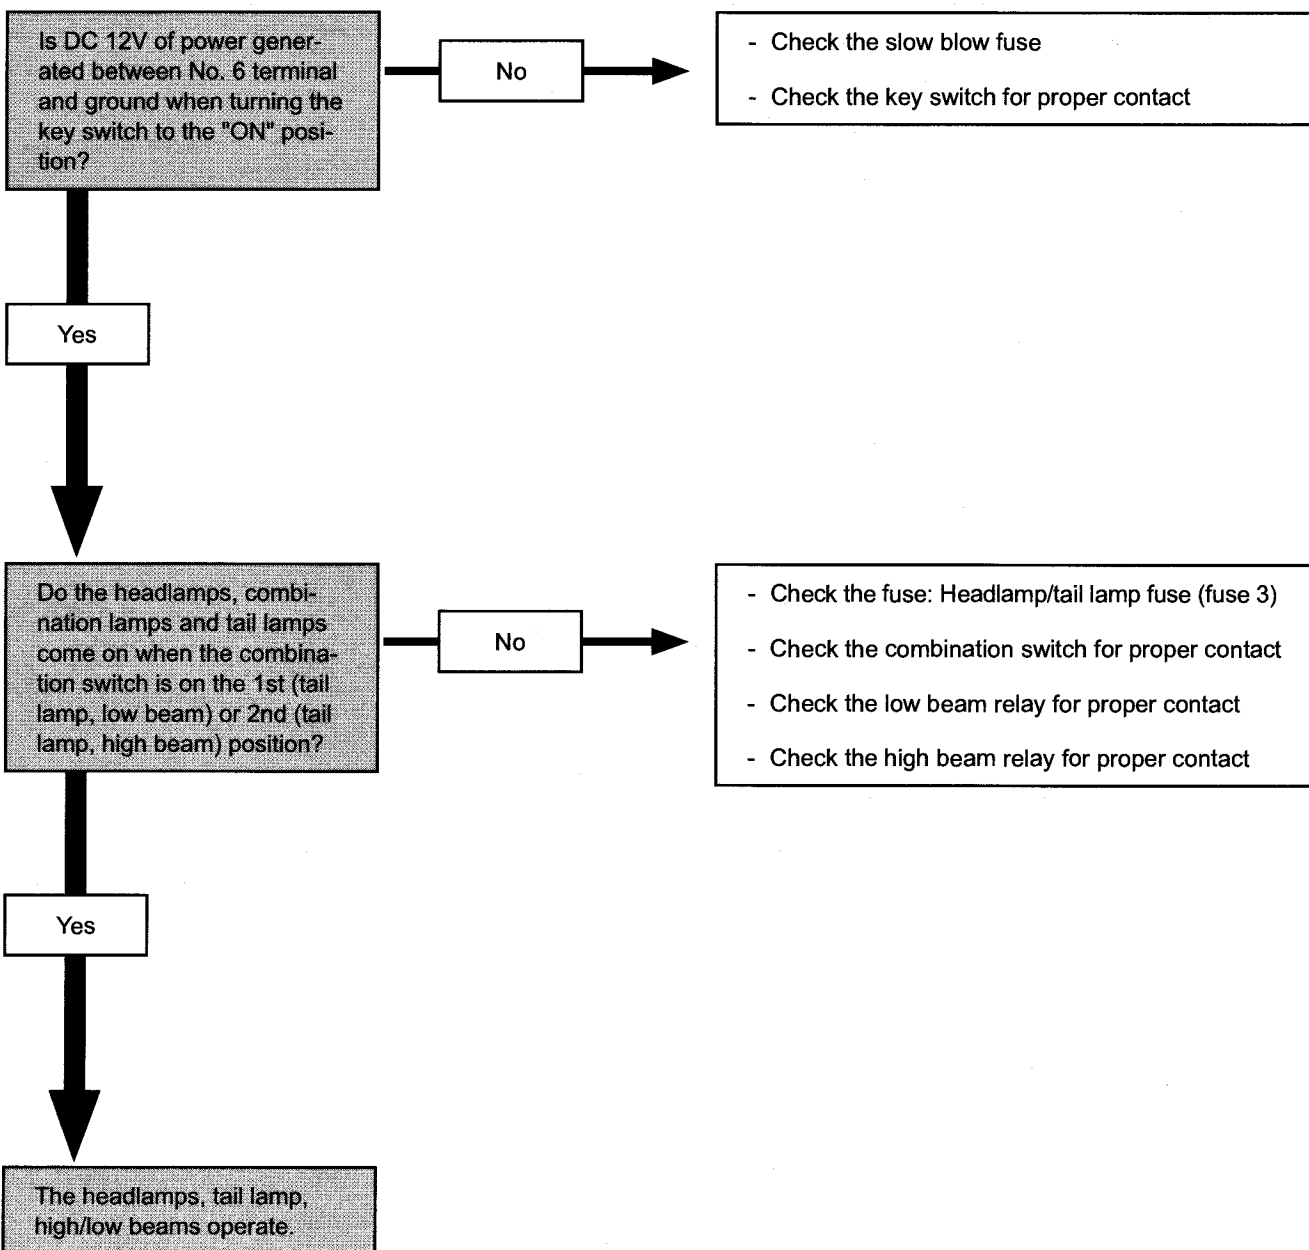 Is DC 12V of power gener-
ated between No. 6 terminal
and ground when turning the
key switch to the "ON" posi-
tion?
No
- Check the slow blow fuse
- Check the key switch for proper contact
Yes
Do the headlamps, combi-
nation lamps and tail lamps
come on when the combina-
tion switch is on the 1st (tail
lamp, low beam) or 2nd (tail
lamp, high beam) position?
No
- Check the fuse: Headlamp/tail lamp fuse (fuse 3)
- Check the combination switch for proper contact
- Check the low beam relay for proper contact
- Check the high beam relay for proper contact
Yes
The headlamps, tail lamp,
high/low beams operate.